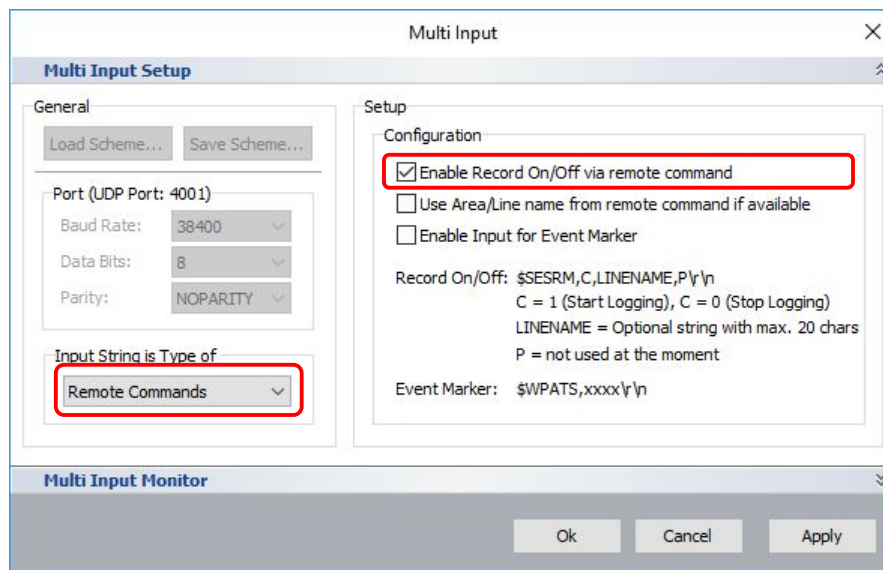 Multi Input
Multi Input Setup
General
Load Scheme...
Save Scheme...
Port (UDP Port: 4001)
Baud Rate:
38400
Data Bits:
8
Parity:
NOPARITY
Input String is Type of
Remote Commands
Setup
Configuration
Enable Record On/Off via remote command
Use Area/Line name from remote command if available
Enable Input for Event Marker
Record On/Off: $SESRM,C,LINENAME,P\r\n
C = 1 (Start Logging), C = 0 (Stop Logging)
LINENAME = Optional string with max. 20 chars
P = not used at the moment
Event Marker: $WPATS,xxxx\r\n
Multi Input Monitor
Ok
Cancel
Apply